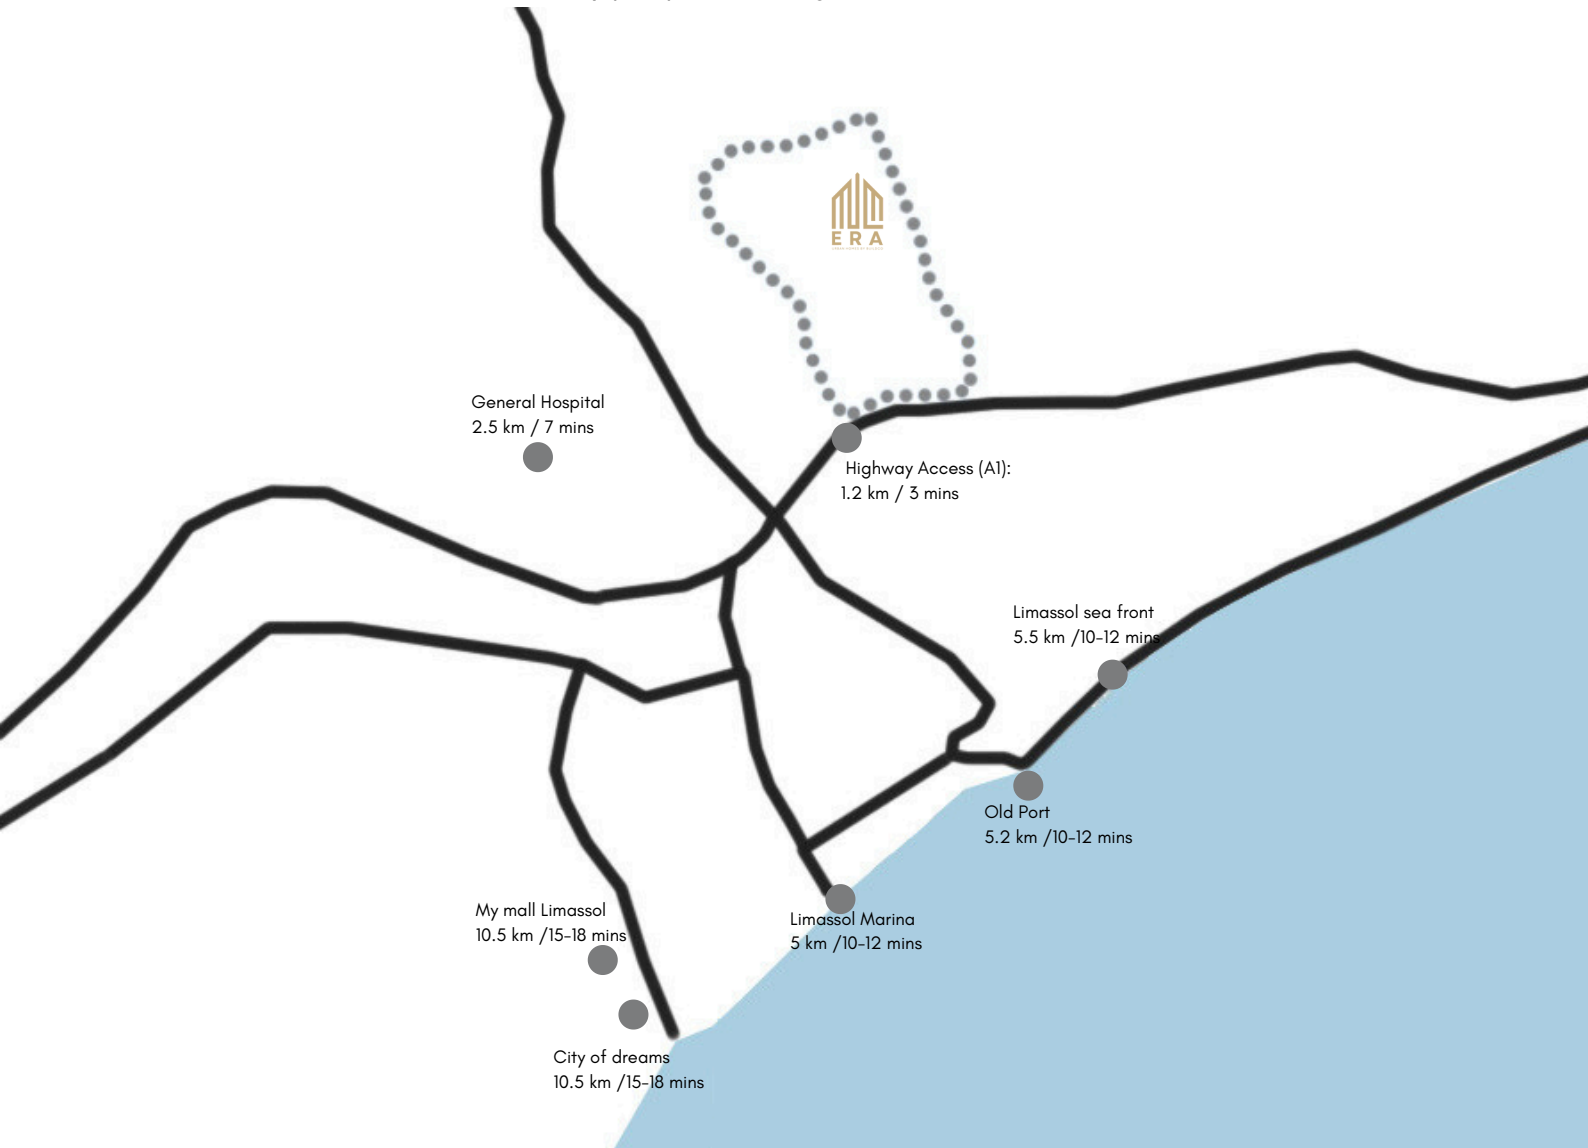 ERA
General Hospital
2.5 km / 7 mins
Highway Access (A1):
1.2 km / 3 mins
Limassol sea front
5.5 km /10-12 mins
Old Port
5.2 km /10-12 mins
My mall Limassol
10.5 km /15-18 mins
Limassol Marina
5 km /10-12 mins
City of dreams
10.5 km /15-18 mins